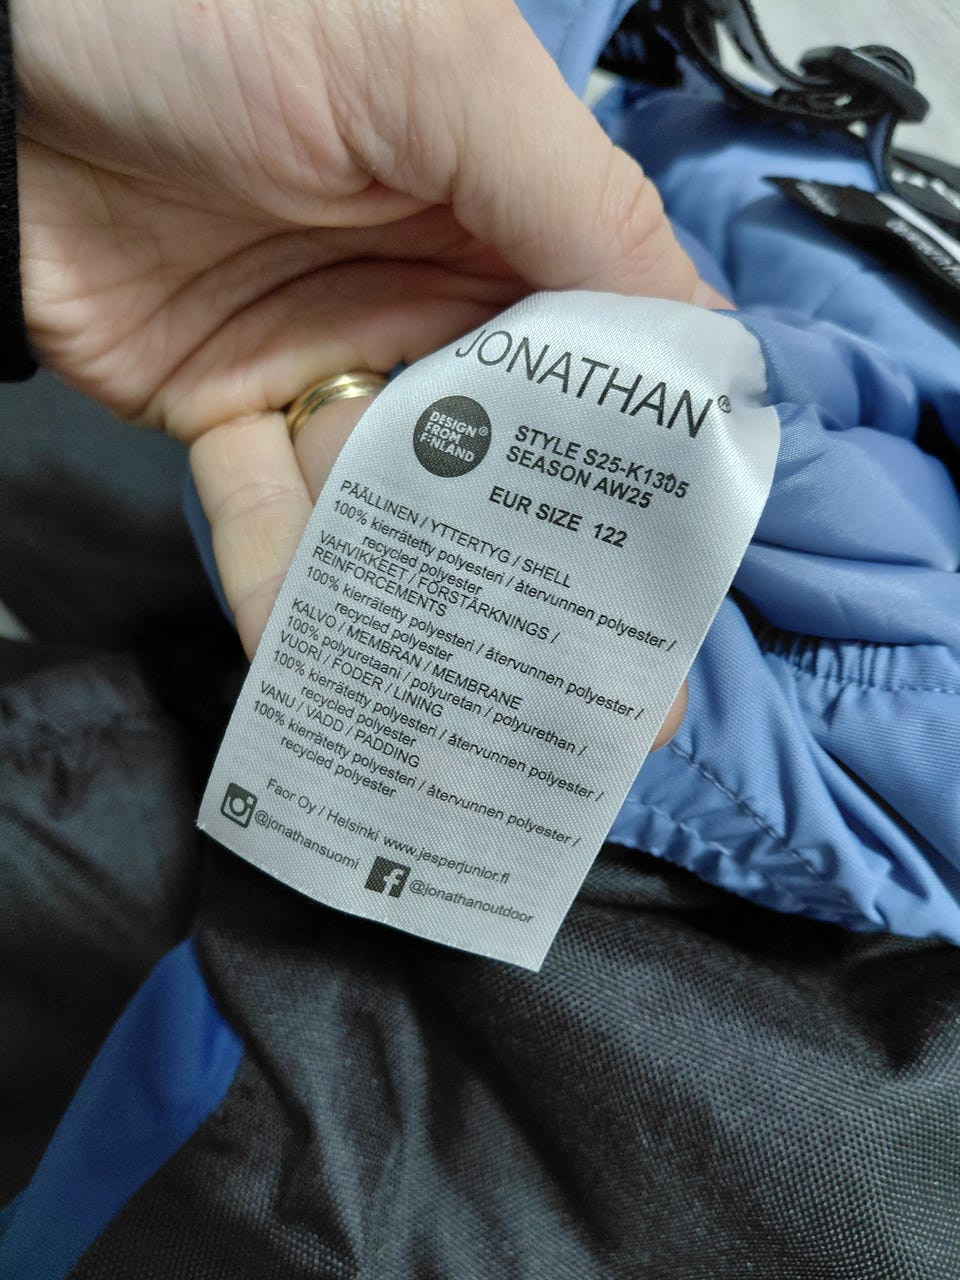 JONATHAN®
DESIGN®
FROM
FINLAND
STYLE S25-K1305
SEASON AW25
EUR SIZE 122
PÄÄLLINEN / YTTERTYG / SHELL
100% kierrätetty polyesteri / återvunnen polyester /
recycled polyester
VAHVIKKEET / FÖRSTÄRKNINGS /
REINFORCEMENTS
100% kierrätetty polyesteri / återvunnen polyester /
recycled polyester
KALVO / MEMBRAN / MEMBRANE
100% polyuretaani / polyuretan / polyurethan /
VUORI / FODER / LINING
100% kierrätetty polyesteri / återvunnen polyester /
recycled polyester
VANU / VADD / PADDING
100% kierrätetty polyesteri / återvunnen polyester /
recycled polyester
Faor Oy / Helsinki www.jesperjunior.fi
@jonathansuomi
@jonathanoutdoor